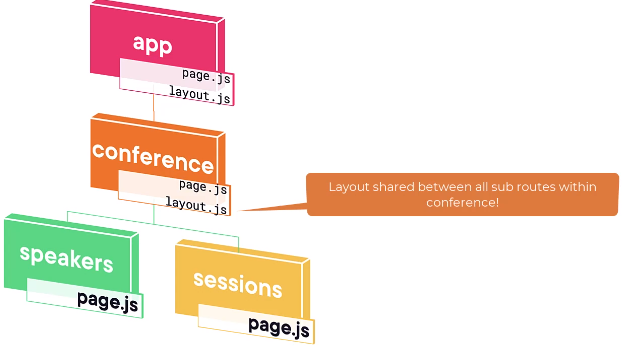 app
page.js
layout.js
conference
page.js
layout.js
Layout shared between all sub routes within
conference!
speakers
page.js
sessions
page.js